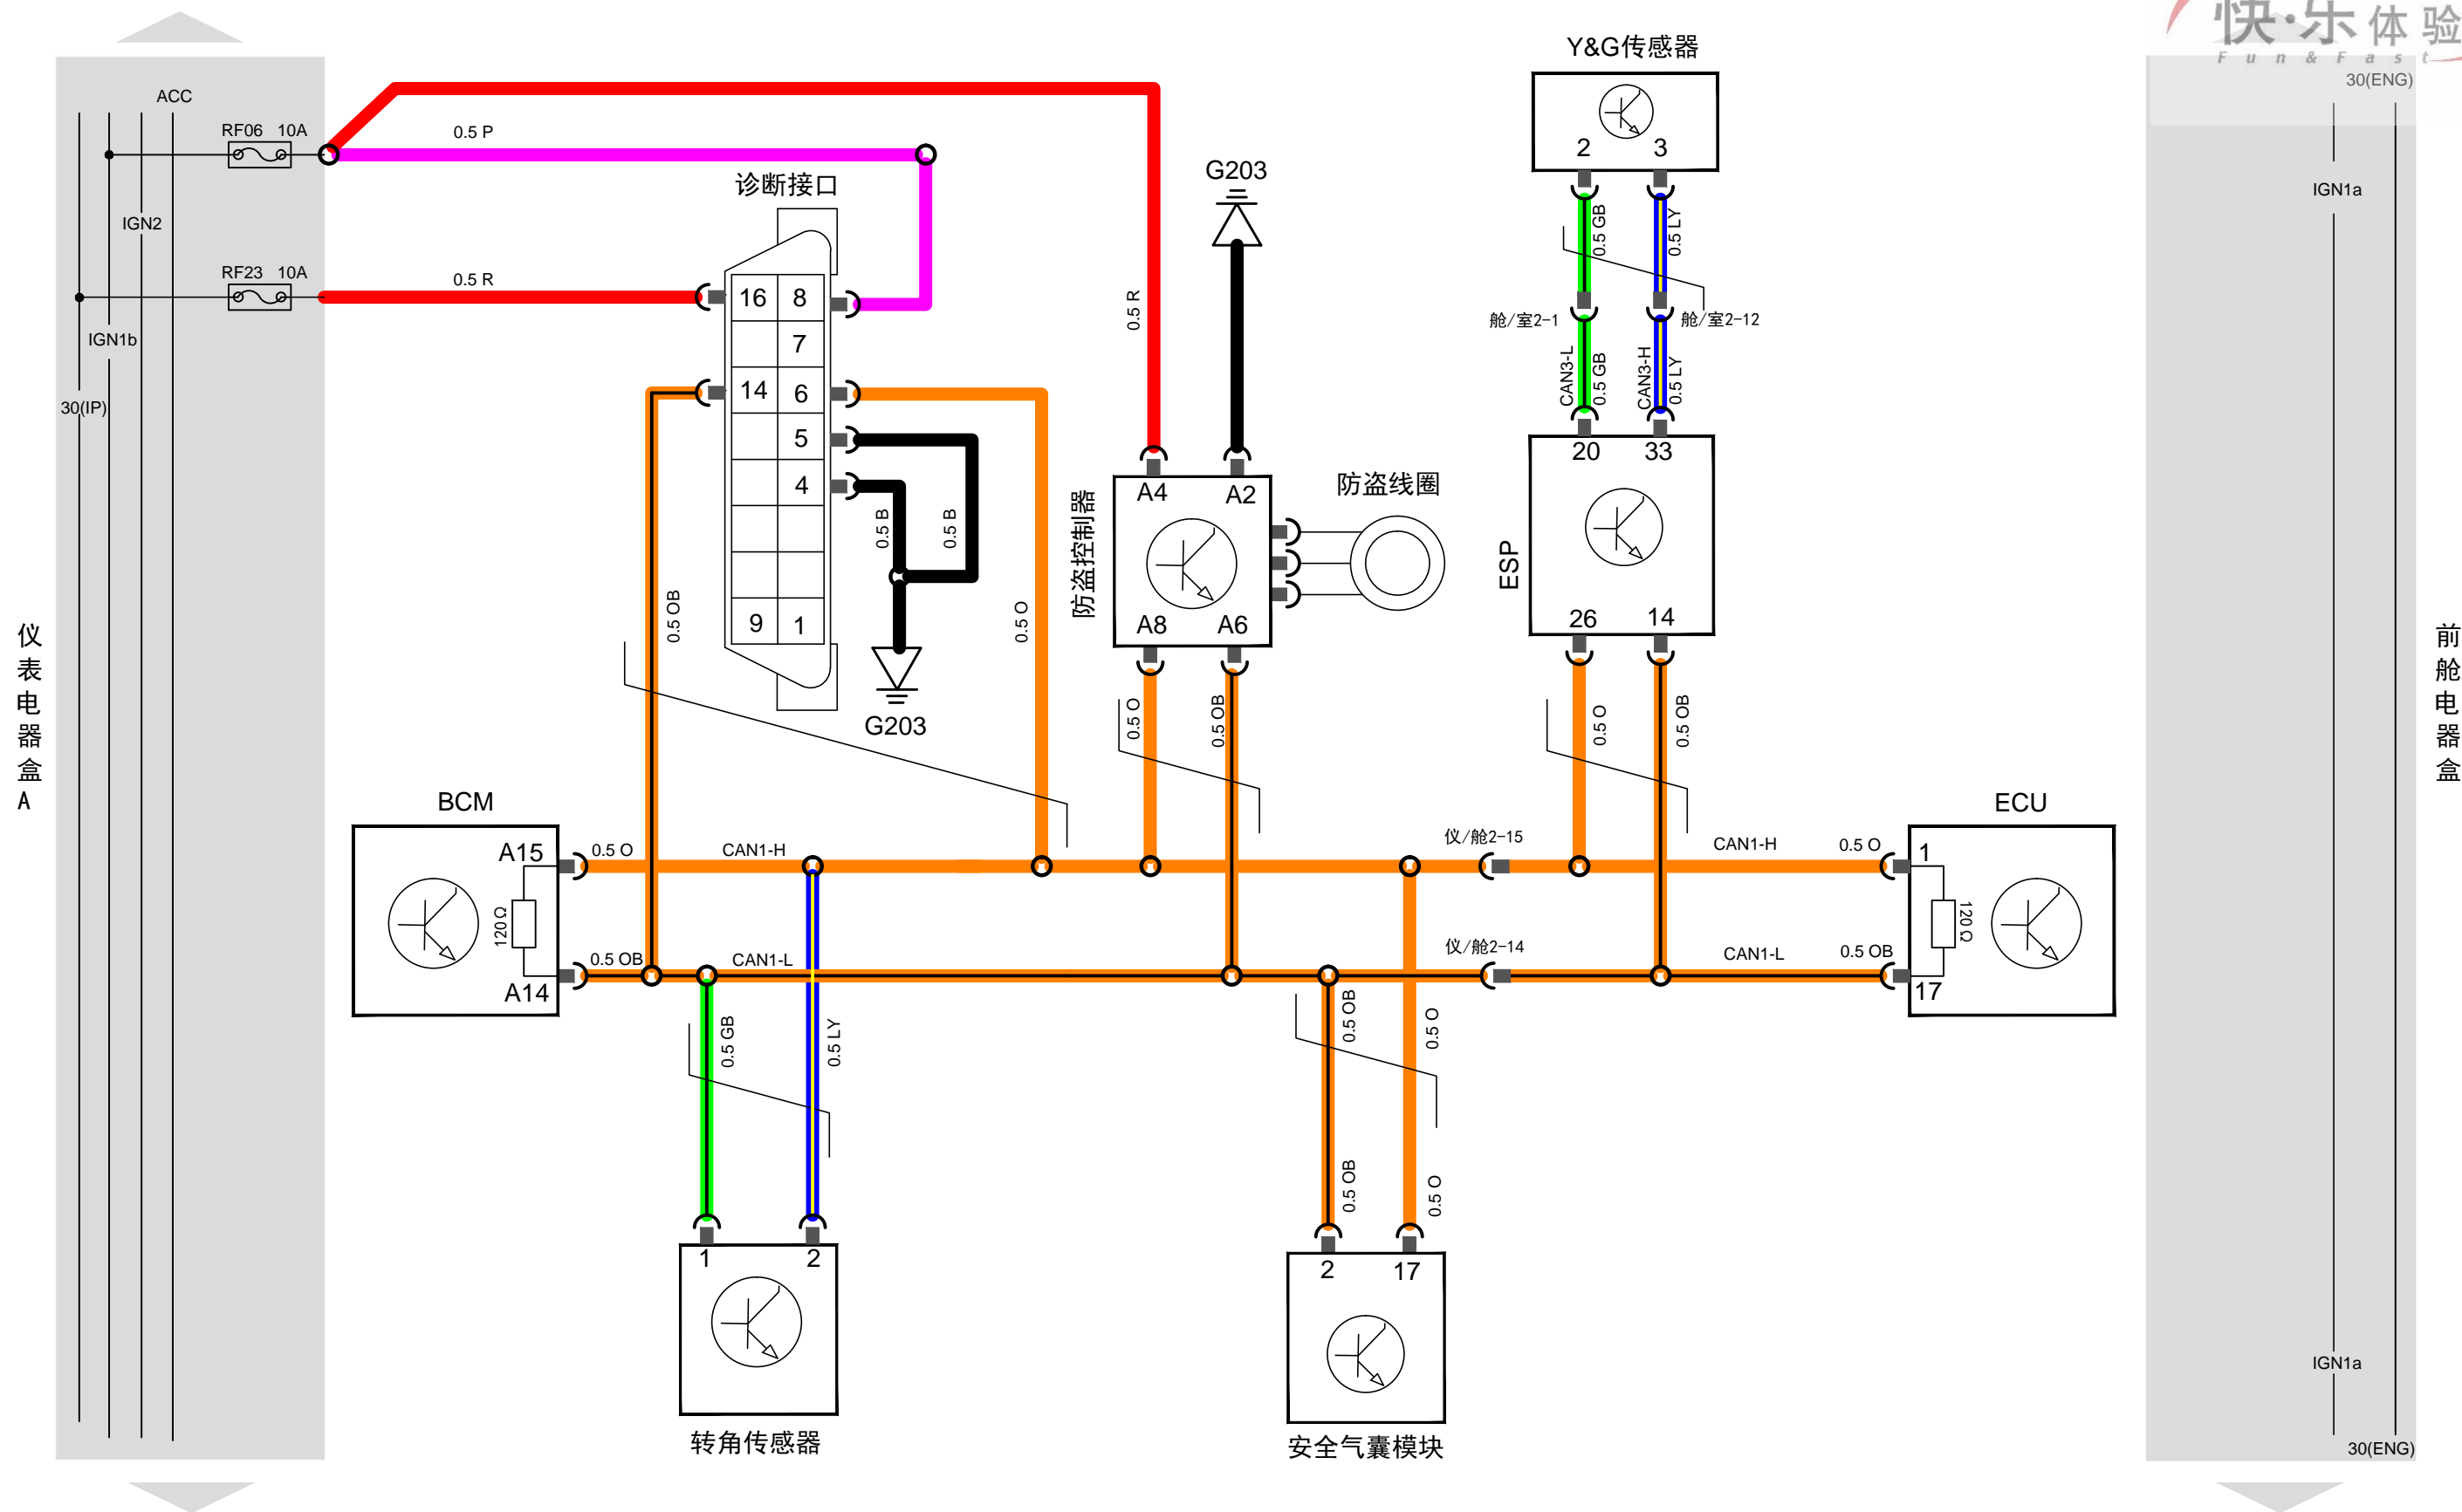 快·乐体验
Fun&Fast
30(ENG)
IGN1a
Y&G传感器
2
3
0.5 GB
0.5 LY
舱/室2-1
舱/室2-12
CAN3-L
0.5 GB
CAN3-H
0.5 LY
20
33
ESP
26
14
0.5 O
0.5 OB
ACC
RF06 10A
0.5 P
IGN2
RF23 10A
0.5 R
IGN1b
30(IP)
仪表电器盒A
诊断接口
16
8
7
14
6
5
4
9
1
0.5 B
0.5 B
G203
0.5 OB
0.5 O
G203
0.5 R
防盗控制器
A4
A2
A8
A6
防盗线圈
0.5 O
0.5 OB
前舱电器盒
BCM
A15
120Ω
A14
0.5 O
CAN1-H
0.5 OB
CAN1-L
仪/舱2-15
仪/舱2-14
CAN1-H
0.5 O
CAN1-L
0.5 OB
ECU
1
120Ω
17
0.5 GB
0.5 LY
1
2
转角传感器
0.5 OB
0.5 O
0.5 OB
0.5 O
2
17
安全气囊模块
IGN1a
30(ENG)